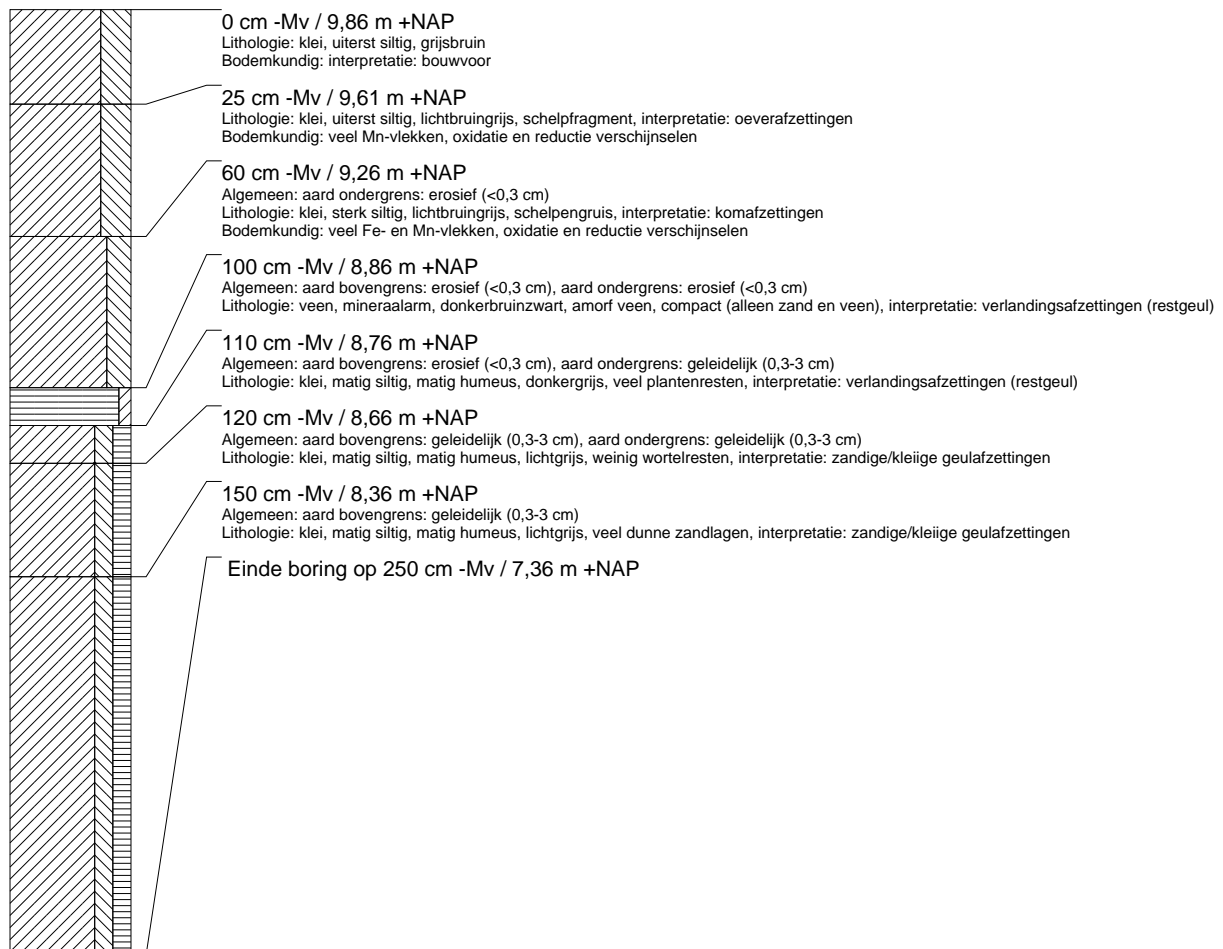 0 cm -Mv / 9,86 m +NAP
Lithologie: klei, uiterst siltig, grijsbruin
Bodemkundig: interpretatie: bouwvoor
25 cm -Mv / 9,61 m +NAP
Lithologie: klei, uiterst siltig, lichtbruingrijs, schelpfragment, interpretatie: oeverafzettingen
Bodemkundig: veel Mn-vlekken, oxidatie en reductie verschijnselen
60 cm -Mv / 9,26 m +NAP
Algemeen: aard ondergrens: erosief (<0,3 cm)
Lithologie: klei, sterk siltig, lichtbruingrijs, schelpengruis, interpretatie: komafzettingen
Bodemkundig: veel Fe- en Mn-vlekken, oxidatie en reductie verschijnselen
100 cm -Mv / 8,86 m +NAP
Algemeen: aard bovengrens: erosief (<0,3 cm), aard ondergrens: erosief (<0,3 cm)
Lithologie: veen, mineraalarm, donkerbruinzwart, amorf veen, compact (alleen zand en veen), interpretatie: verlandingsafzettingen (restgeul)
110 cm -Mv / 8,76 m +NAP
Algemeen: aard bovengrens: erosief (<0,3 cm), aard ondergrens: geleidelijk (0,3-3 cm)
Lithologie: klei, matig siltig, matig humeus, donkergrijs, veel plantenresten, interpretatie: verlandingsafzettingen (restgeul)
120 cm -Mv / 8,66 m +NAP
Algemeen: aard bovengrens: geleidelijk (0,3-3 cm), aard ondergrens: geleidelijk (0,3-3 cm)
Lithologie: klei, matig siltig, matig humeus, lichtgrijs, weinig wortelresten, interpretatie: zandige/kleiige geulafzettingen
150 cm -Mv / 8,36 m +NAP
Algemeen: aard bovengrens: geleidelijk (0,3-3 cm)
Lithologie: klei, matig siltig, matig humeus, lichtgrijs, veel dunne zandlagen, interpretatie: zandige/kleiige geulafzettingen
Einde boring op 250 cm -Mv / 7,36 m +NAP